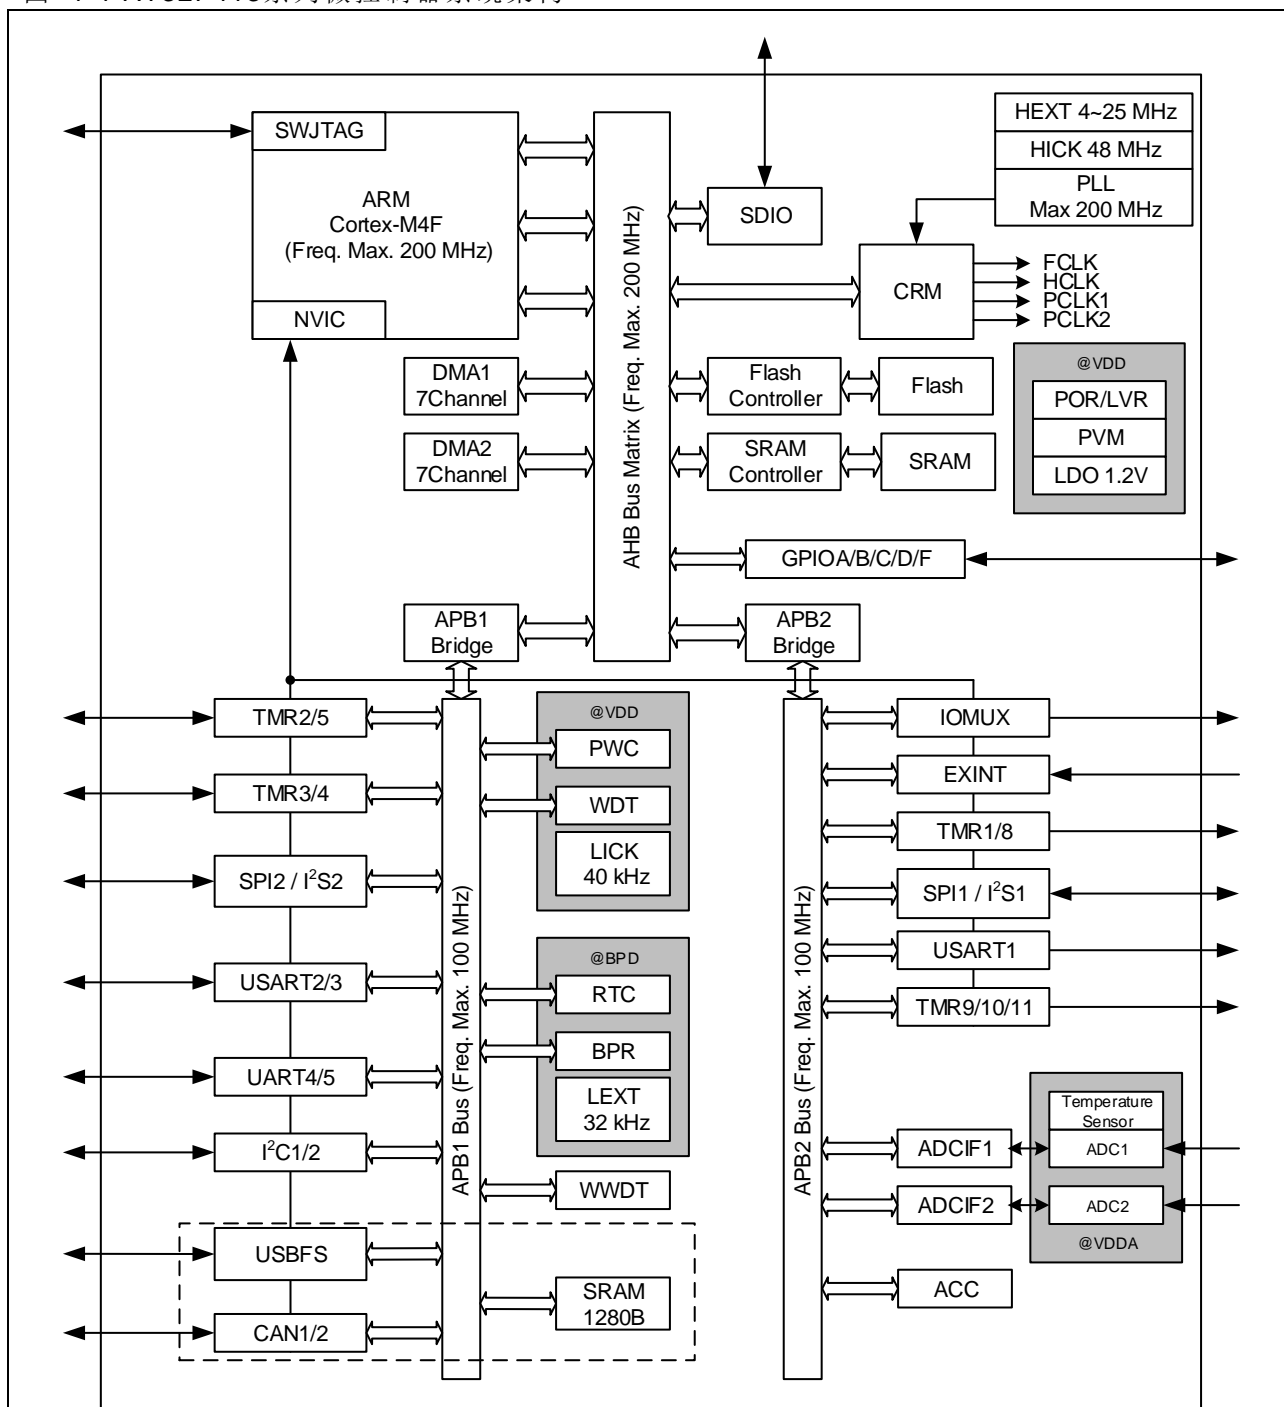 SWJTAG
ARM
Cortex-M4F
(Freq. Max. 200 MHz)
NVIC
AHB Bus Matrix (Freq. Max. 200 MHz)
SDIO
HEXT 4~25 MHz
HICK 48 MHz
PLL
Max 200 MHz
CRM
FCLK
HCLK
PCLK1
PCLK2
DMA1
7Channel
DMA2
7Channel
Flash
Controller
Flash
SRAM
Controller
SRAM
@VDD
POR/LVR
PVM
LDO 1.2V
GPIOA/B/C/D/F
APB1
Bridge
APB2
Bridge
TMR2/5
TMR3/4
SPI2 / I²S2
USART2/3
UART4/5
I²C1/2
USBFS
CAN1/2
APB1 Bus (Freq. Max. 100 MHz)
@VDD
PWC
WDT
LICK
40 kHz
@BPD
RTC
BPR
LEXT
32 kHz
WWDT
SRAM
1280B
APB2 Bus (Freq. Max. 100 MHz)
IOMUX
EXINT
TMR1/8
SPI1 / I²S1
USART1
TMR9/10/11
ADCIF1
ADCIF2
ACC
Temperature
Sensor
ADC1
ADC2
@VDDA